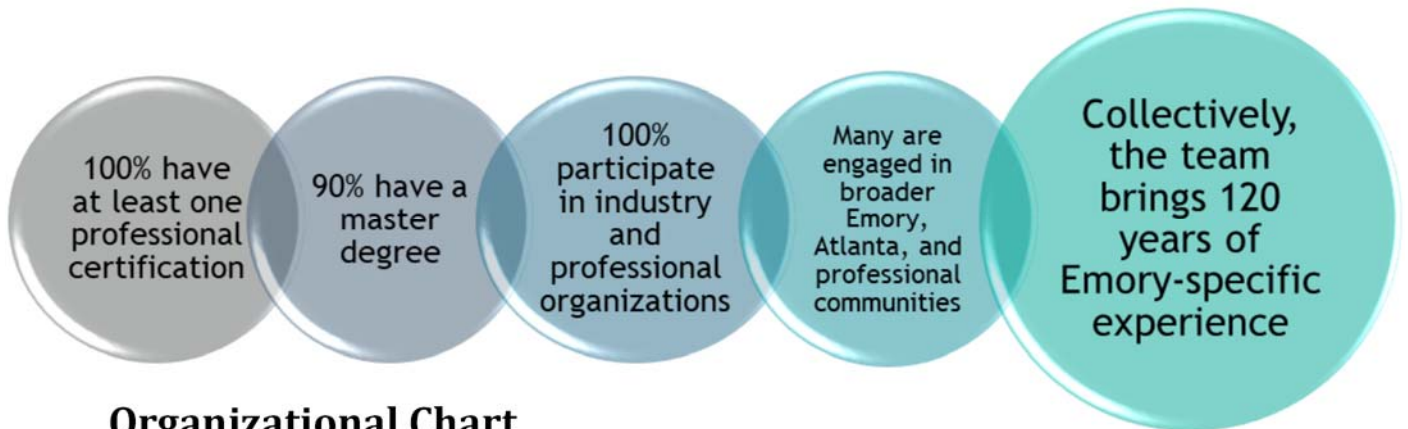 100% have
at least one
professional
certification
90% have a
master
degree
100%
participate
in industry
and
professional
organizations
Many are
engaged in
broader
Emory,
Atlanta, and
professional
communities
Collectively,
the team
brings 120
years of
Emory-specific
experience
Organizational Chart